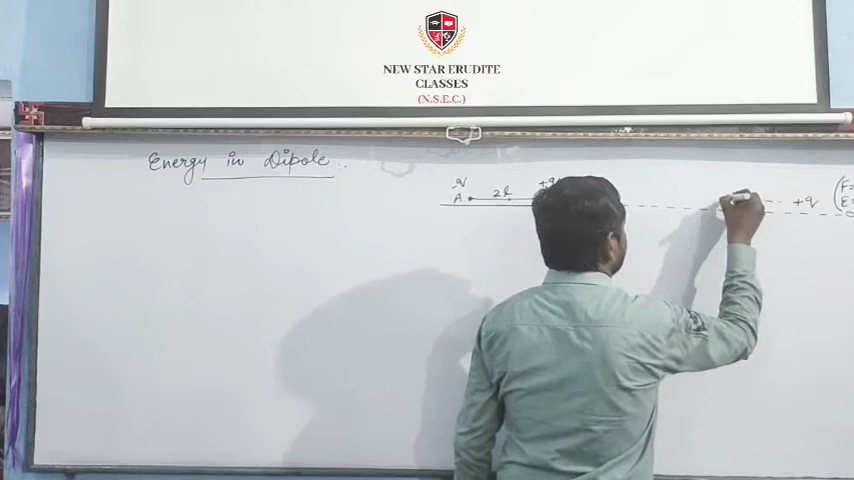 NEW STAR ERUDITE
CLASSES
(N.S.E.C.)
Energy in Dipole :-
-q 2l +q
A
+q
(F=
E=